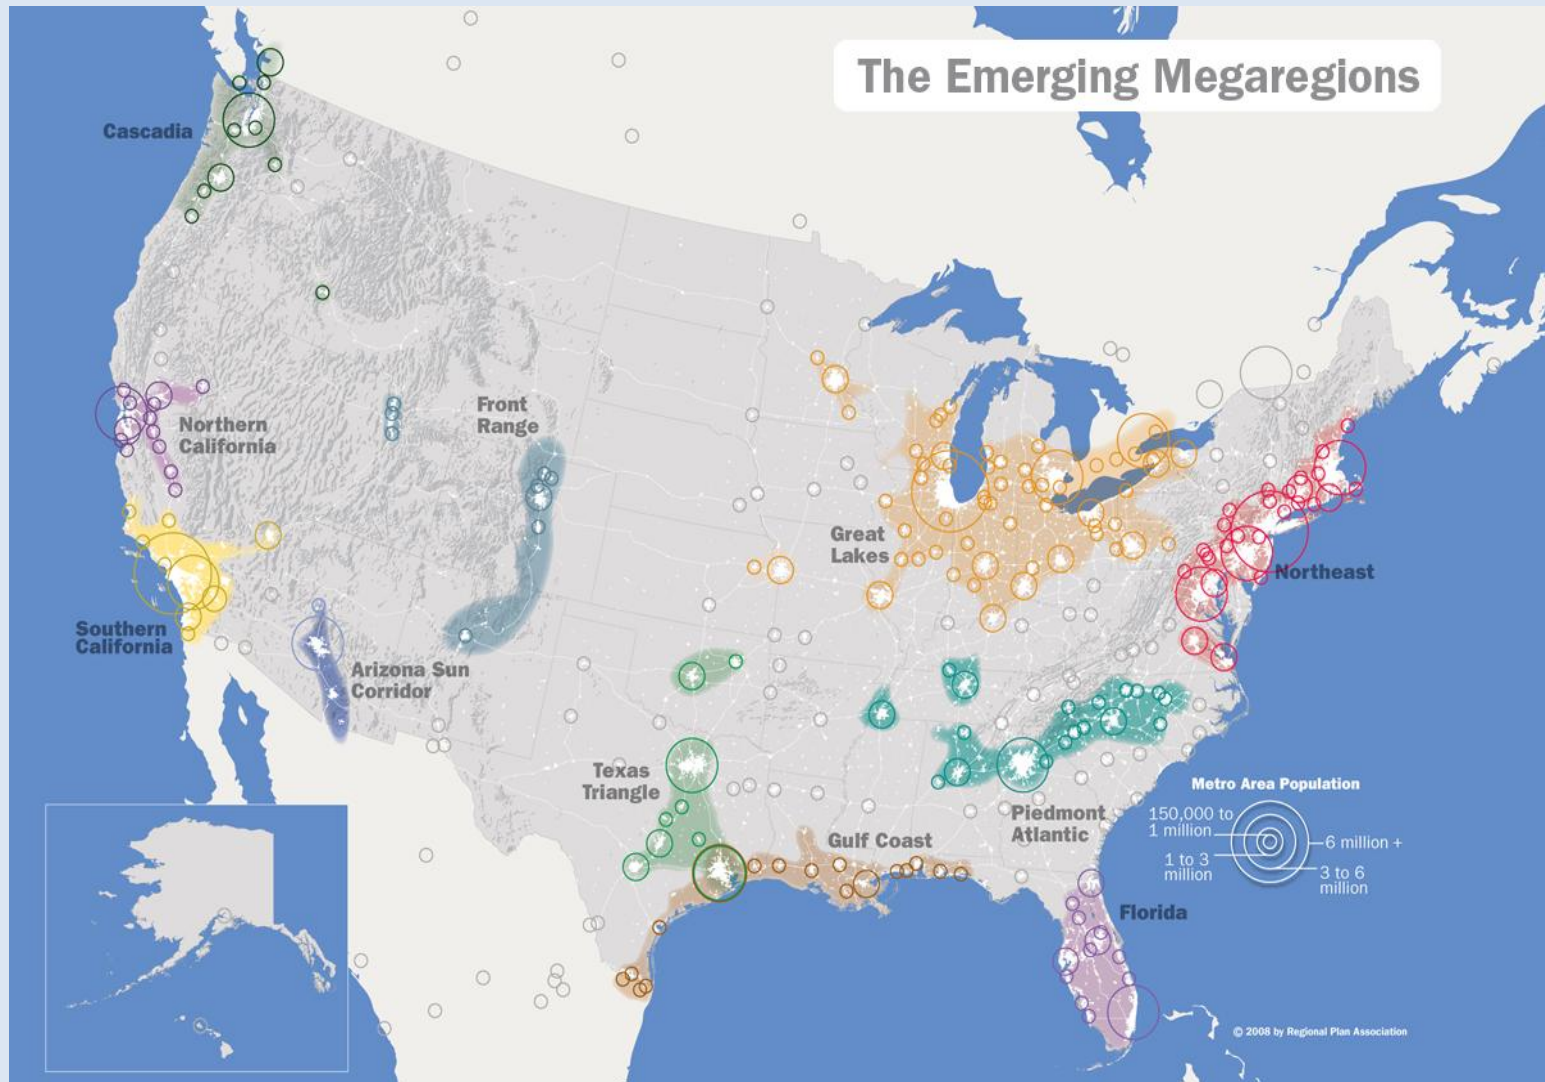 The Emerging Megaregions
Cascadia
Northern
California
Front
Range
Great
Lakes
Northeast
Southern
California
Arizona Sun
Corridor
Texas
Triangle
Gulf Coast
Piedmont
Atlantic
Florida
Metro Area Population
150,000 to
1 million
1 to 3
million
6 million +
3 to 6
million
© 2008 by Regional Plan Association